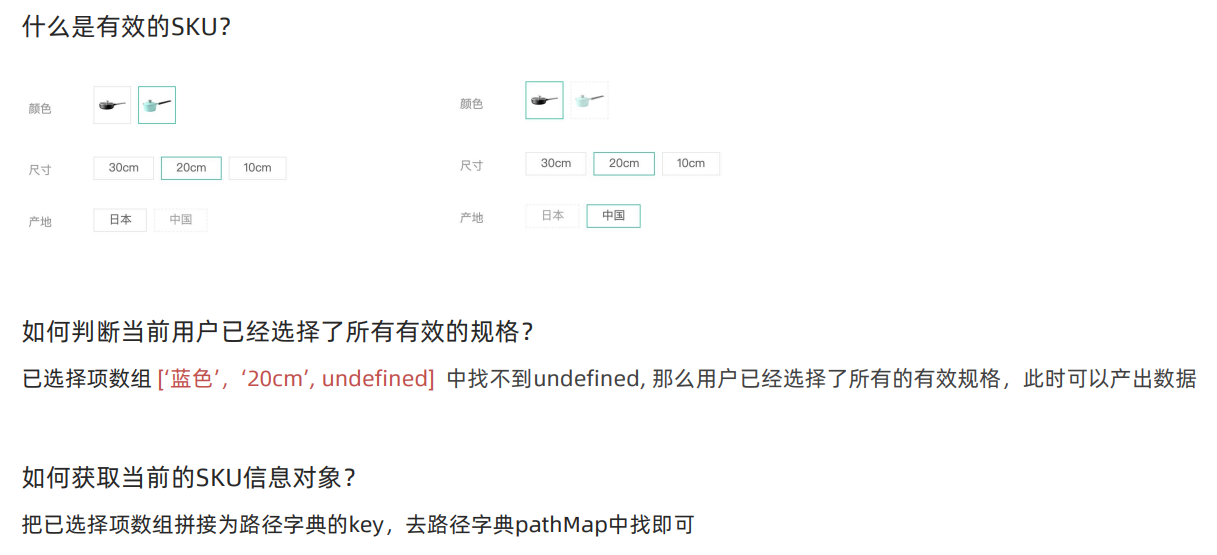 什么是有效的SKU？
颜色
颜色
尺寸 30cm 20cm 10cm
尺寸 30cm 20cm 10cm
产地 日本 中国
产地 日本 中国
如何判断当前用户已经选择了所有有效的规格？
已选择项数组 [‘蓝色’，‘20cm’, undefined] 中找不到undefined, 那么用户已经选择了所有的有效规格，此时可以产出数据
如何获取当前的SKU信息对象？
把已选择项数组拼接为路径字典的key，去路径字典pathMap中找即可